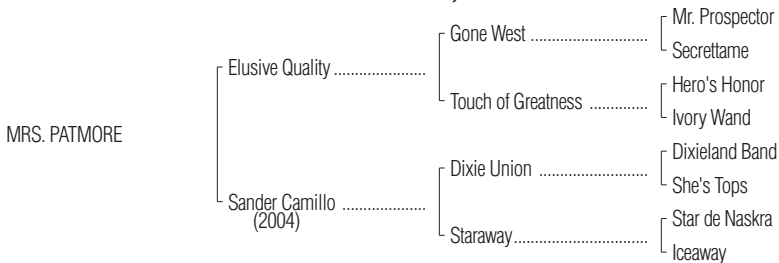 Mr. Prospector
Gone West ............................
Secrettame
Elusive Quality ......................
Hero's Honor
Touch of Greatness ..............
Ivory Wand
MRS. PATMORE
Dixieland Band
Dixie Union ..........................
She's Tops
Sander Camillo ....................
(2004)
Star de Naskra
Staraway................................
Iceaway